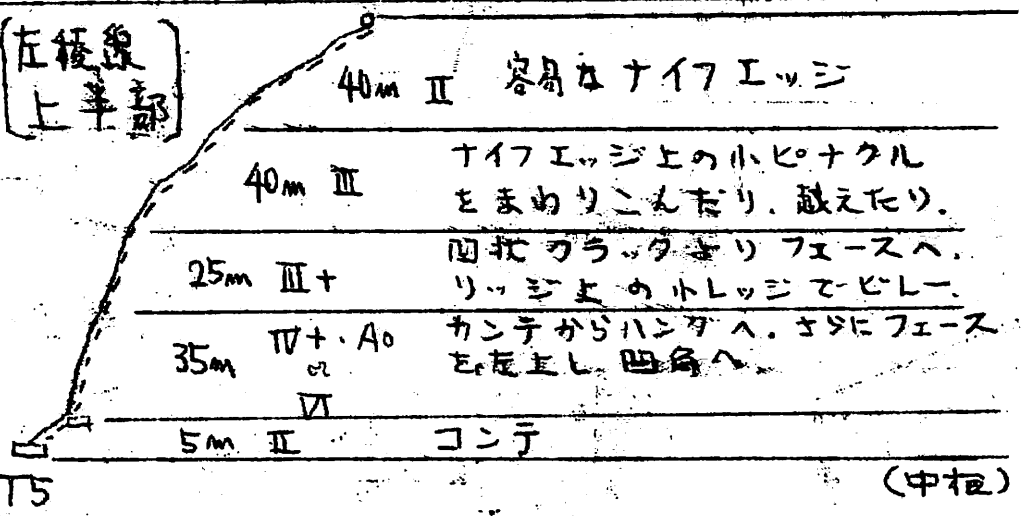 左稜線
上半部
40m Ⅱ 容易なナイフエッジ
40m Ⅲ ナイフエッジ上の小ピナクル
をまわりこんだり、越えたり。
25m Ⅲ+ 凹状クラックよりフェースへ。
リッジ上の小レッジでビレー。
35m Ⅳ+・A0 or Ⅵ カンテからハングへ。さらにフェース
を左上し凹角へ。
5m Ⅱ コンテ
T5
(中桓)